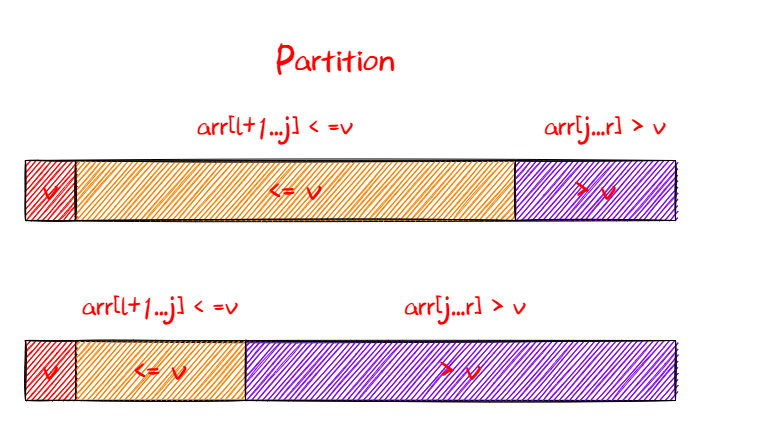 Partition
arr[l+1...j] < =v
arr[j...r] > v
v
<= v
> v
arr[l+1...j] < =v
arr[j...r] > v
v
<= v
> v